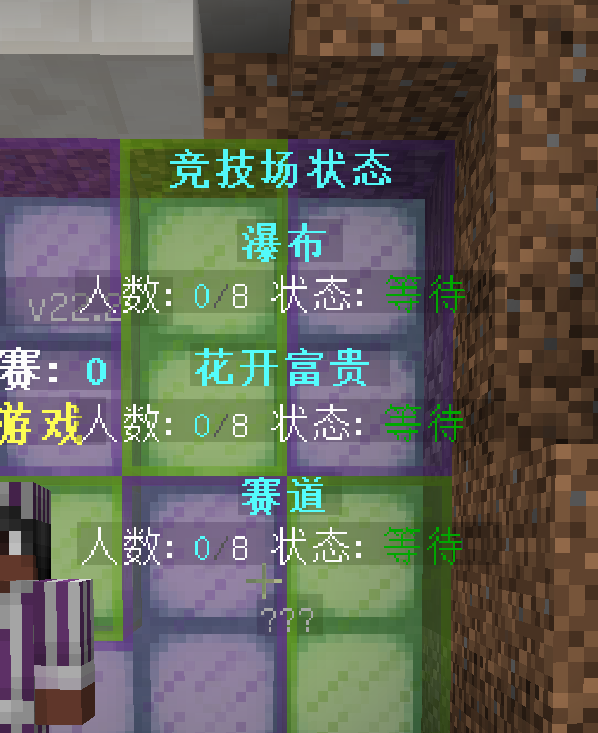 竞技场状态
瀑布
人数: 0/8 状态: 等待
v22.
赛: 0
花开富贵
游戏
人数: 0/8 状态: 等待
赛道
人数: 0/8 状态: 等待
???